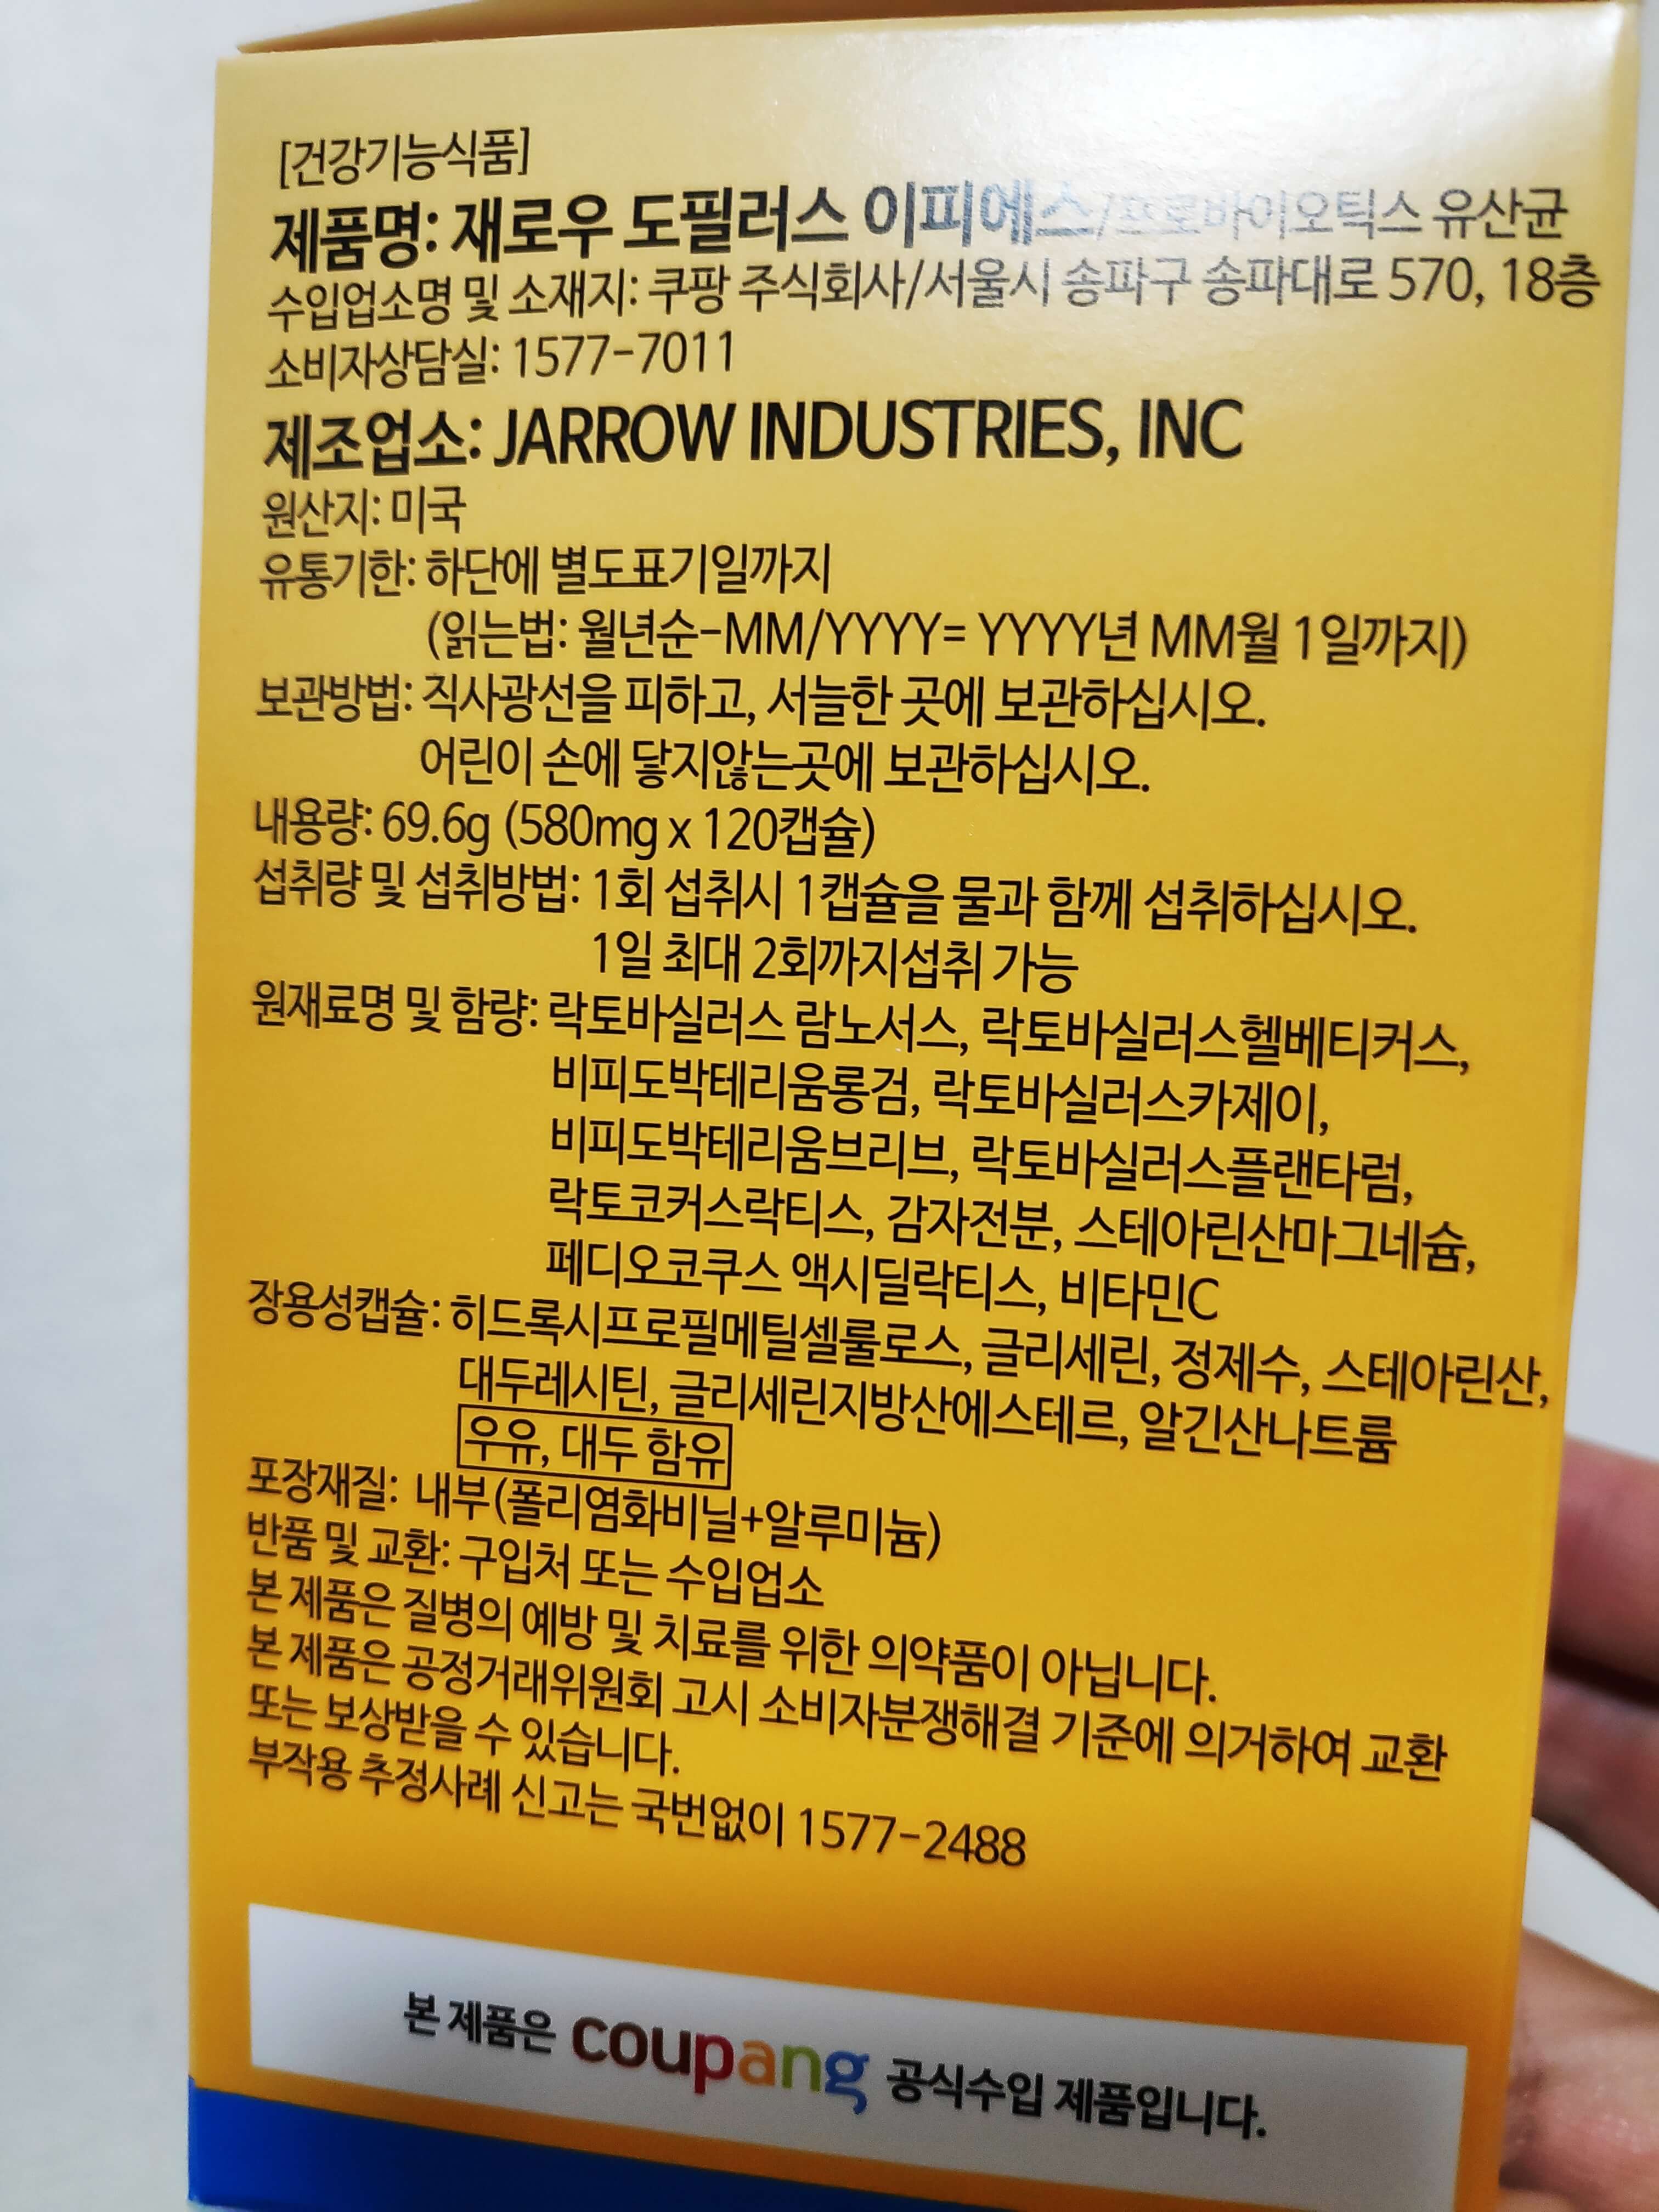 [건강기능식품]
제품명: 재로우 도필러스 이피에스/프로바이오틱스 유산균
수입업소명 및 소재지: 쿠팡 주식회사/서울시 송파구 송파대로 570, 18층
소비자상담실: 1577-7011
제조업소: JARROW INDUSTRIES, INC
원산지: 미국
유통기한: 하단에 별도표기일까지
(읽는법: 월년순-MM/YYYY= YYYY년 MM월 1일까지)
보관방법: 직사광선을 피하고, 서늘한 곳에 보관하십시오.
어린이 손에 닿지않는곳에 보관하십시오.
내용량: 69.6g (580mg x 120캡슐)
섭취량 및 섭취방법: 1회 섭취시 1캡슐을 물과 함께 섭취하십시오.
1일 최대 2회까지섭취 가능
원재료명 및 함량: 락토바실러스 람노서스, 락토바실러스헬베티커스,
비피도박테리움롱검, 락토바실러스카제이,
비피도박테리움브리브, 락토바실러스플랜타럼,
락토코커스락티스, 감자전분, 스테아린산마그네슘,
페디오코쿠스 액시딜락티스, 비타민C
장용성캡슐: 히드록시프로필메틸셀룰로스, 글리세린, 정제수, 스테아린산,
대두레시틴, 글리세린지방산에스테르, 알긴산나트륨
우유, 대두 함유
포장재질: 내부(폴리염화비닐+알루미늄)
반품 및 교환: 구입처 또는 수입업소
본 제품은 질병의 예방 및 치료를 위한 의약품이 아닙니다.
본 제품은 공정거래위원회 고시 소비자분쟁해결 기준에 의거하여 교환
또는 보상받을 수 있습니다.
부작용 추정사례 신고는 국번없이 1577-2488
본 제품은 coupang 공식수입 제품입니다.